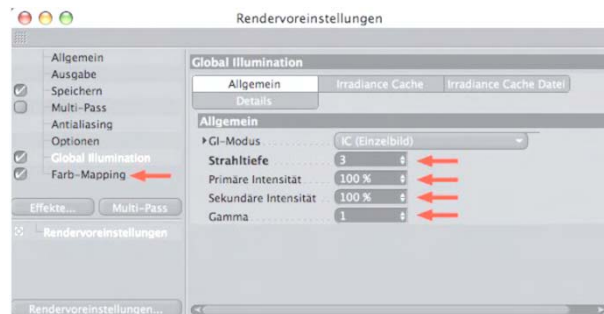 Rendervoreinstellungen
Allgemein
Ausgabe
Speichern
Multi-Pass
Antialiasing
Optionen
Global Illumination
Farb-Mapping
Effekte... Multi-Pass
Rendervoreinstellungen
Rendervoreinstellungen...
Global Illumination
Allgemein Irradiance Cache Irradiance Cache Datei
Details
Allgemein
GI-Modus IC (Einzelbild)
Strahltiefe 3
Primäre Intensität 100 %
Sekundäre Intensität 100 %
Gamma 1